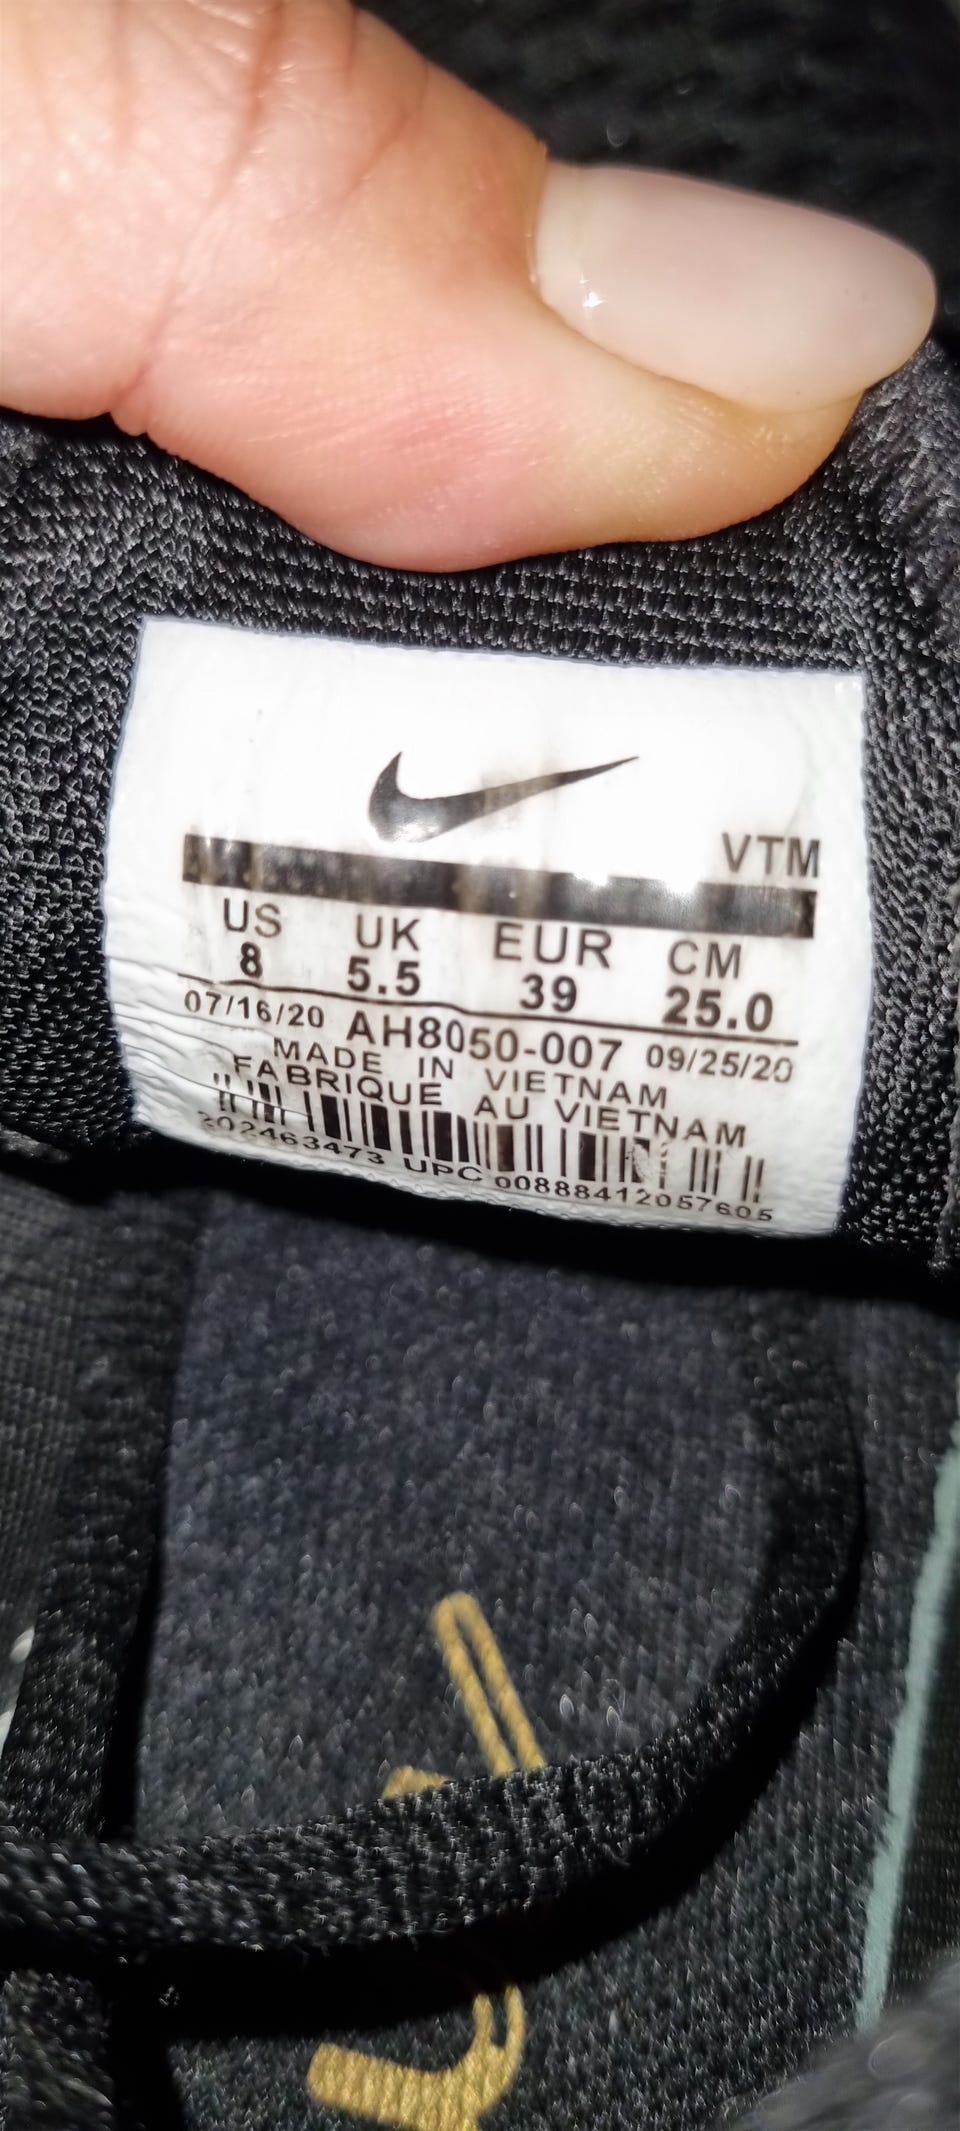 VTM
US UK EUR CM
8 5.5 39 25.0
07/16/20 AH8050-007 09/25/20
MADE IN VIETNAM
FABRIQUE AU VIETNAM
202463473 UPC 00888412057605